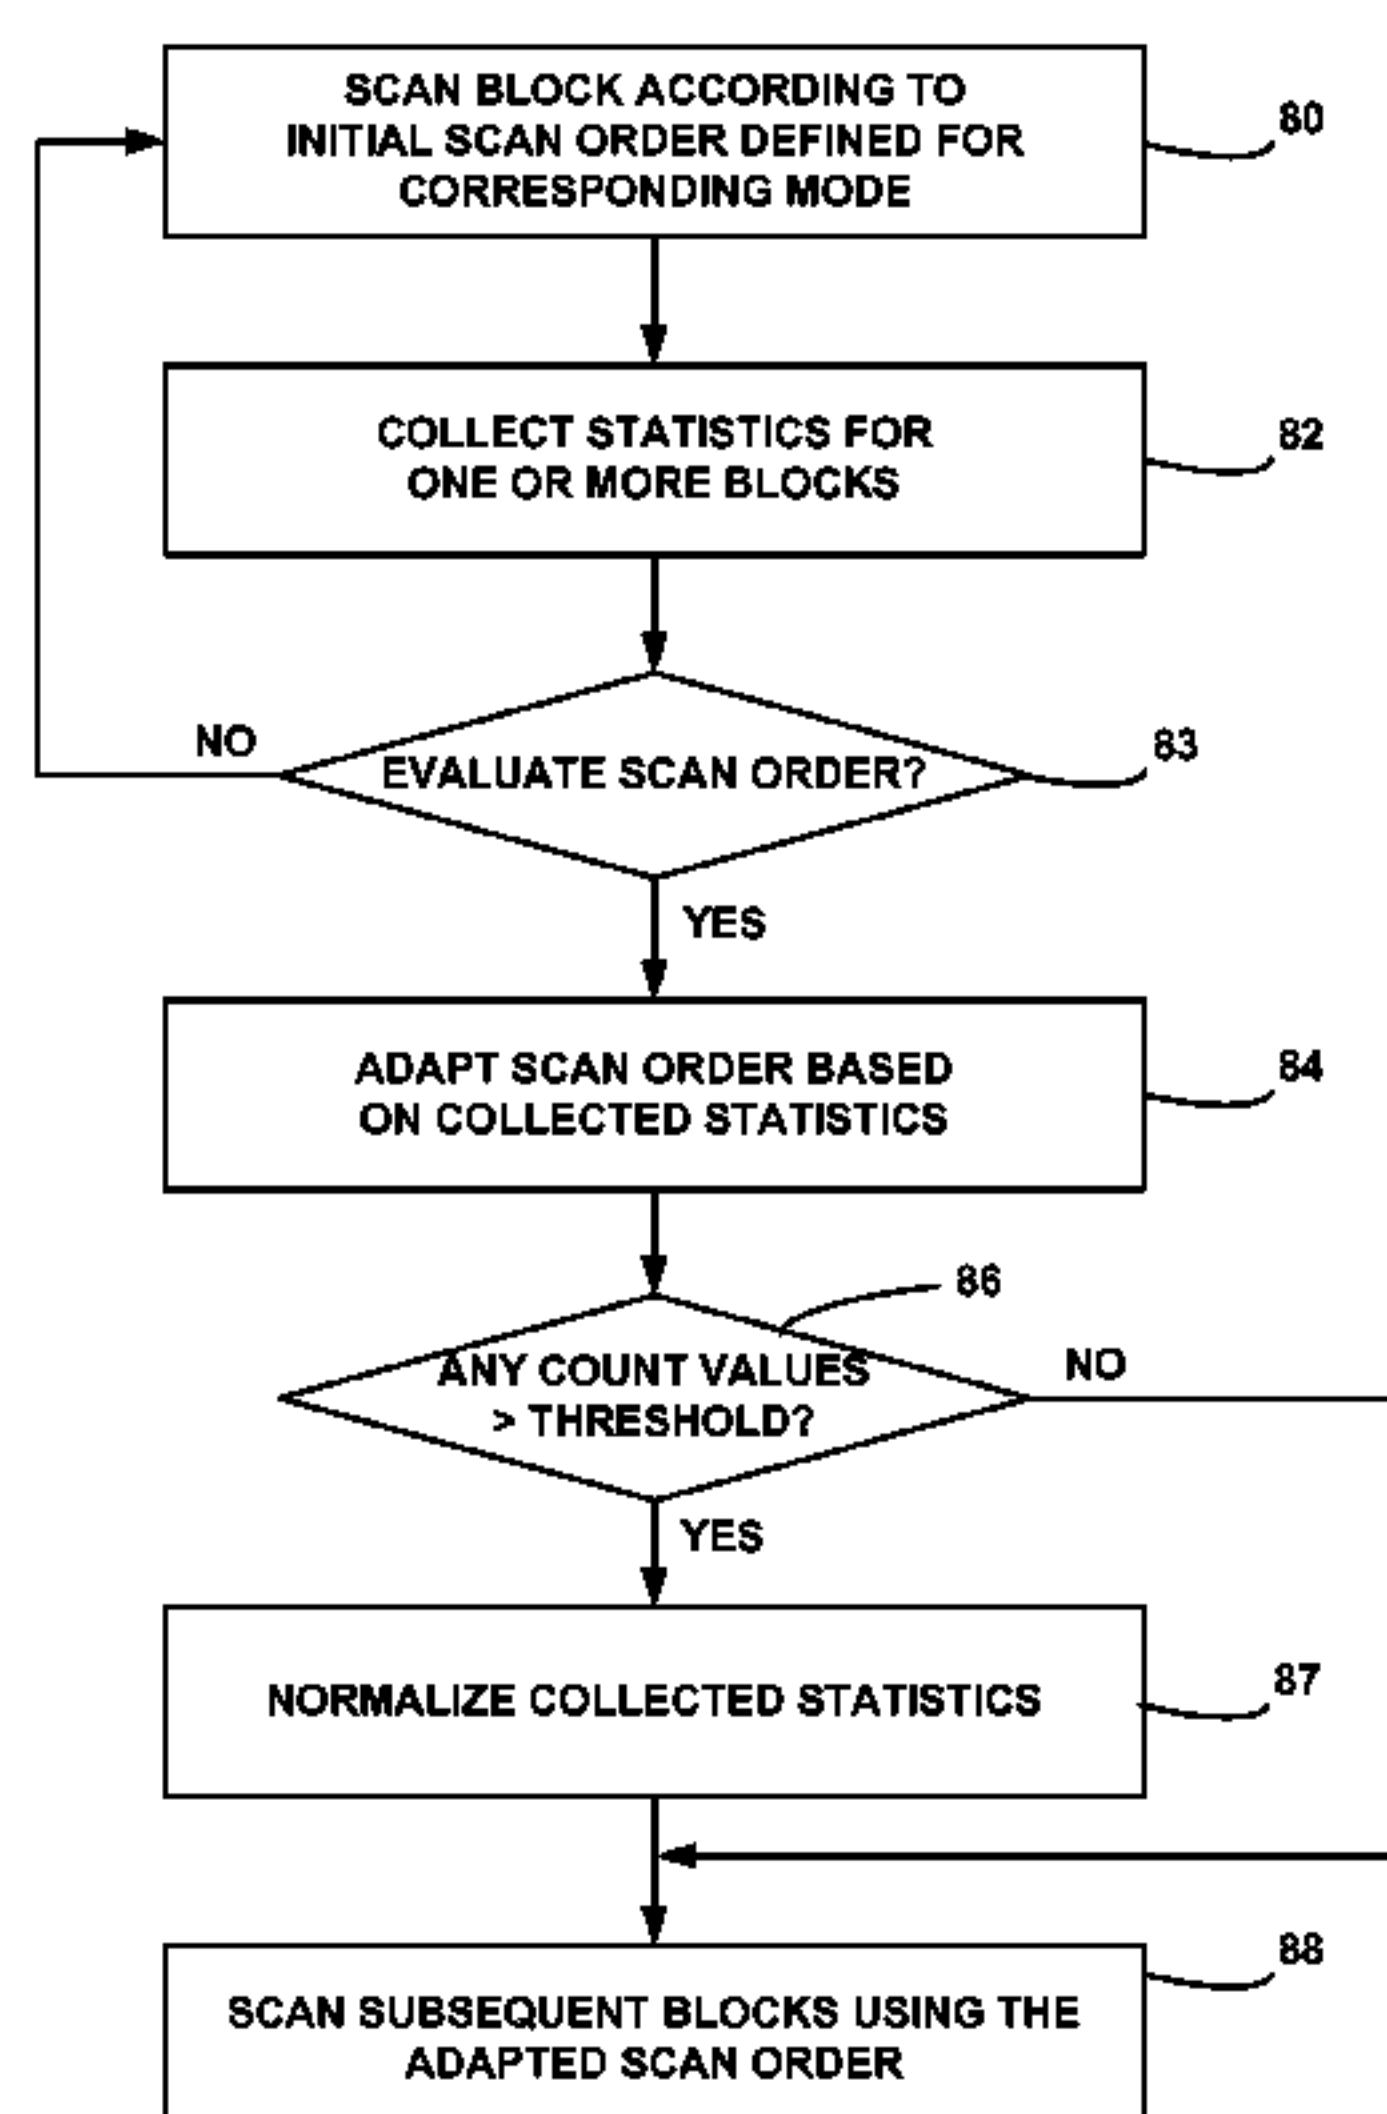 SCAN BLOCK ACCORDING TO
INITIAL SCAN ORDER DEFINED FOR
CORRESPONDING MODE
80
COLLECT STATISTICS FOR
ONE OR MORE BLOCKS
82
NO
EVALUATE SCAN ORDER?
83
YES
ADAPT SCAN ORDER BASED
ON COLLECTED STATISTICS
84
86
ANY COUNT VALUES
> THRESHOLD?
NO
YES
NORMALIZE COLLECTED STATISTICS
87
88
SCAN SUBSEQUENT BLOCKS USING THE
ADAPTED SCAN ORDER